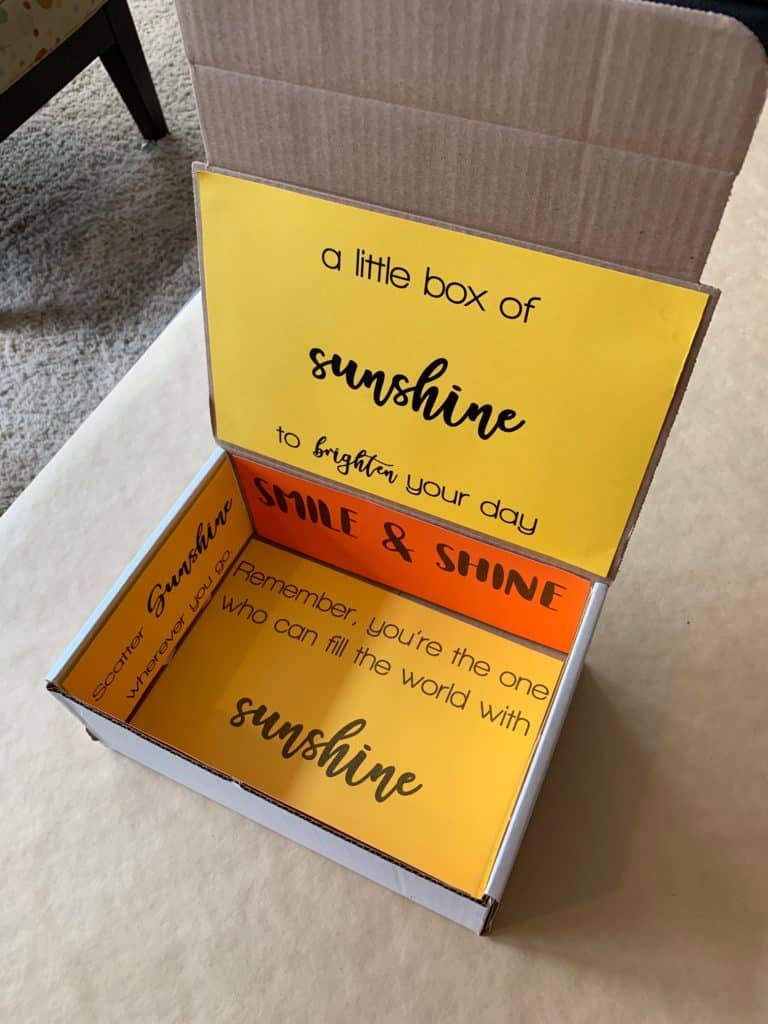 a little box of
sunshine
to brighten your day
SMILE & SHINE
Scatter Sunshine
wherever you go.
Remember, you're the one
who can fill the world with
sunshine